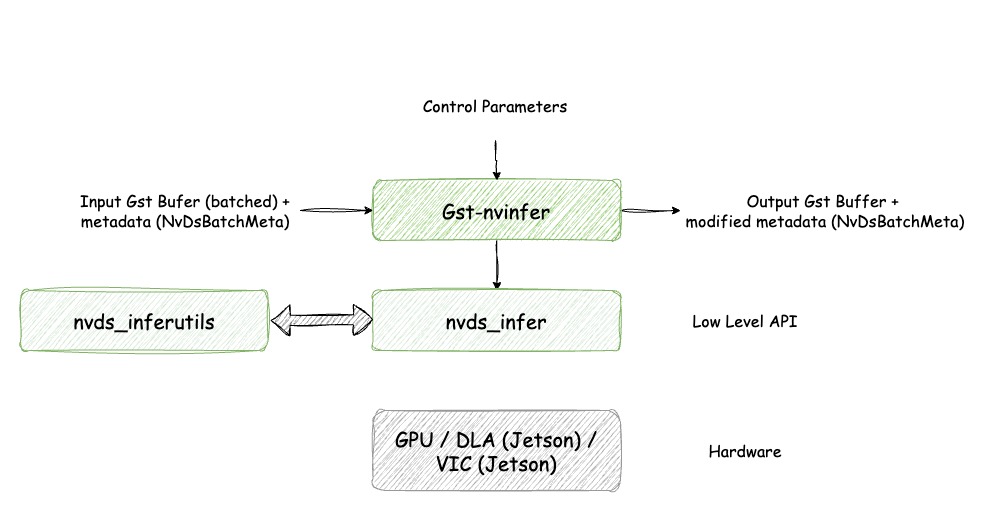 Control Parameters
Input Gst Bufer (batched) +
metadata (NvDsBatchMeta)
Gst-nvinfer
Output Gst Buffer +
modified metadata (NvDsBatchMeta)
nvds_inferutils
nvds_infer
Low Level API
GPU / DLA (Jetson) /
VIC (Jetson)
Hardware